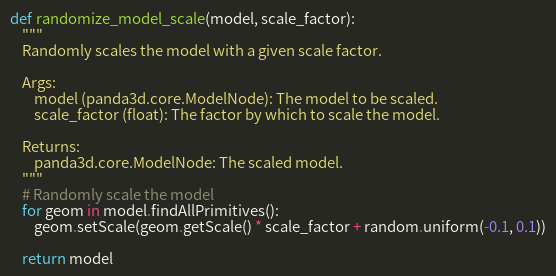 def randomize_model_scale(model, scale_factor):
    """
    Randomly scales the model with a given scale factor.

    Args:
        model (panda3d.core.ModelNode): The model to be scaled.
        scale_factor (float): The factor by which to scale the model.

    Returns:
        panda3d.core.ModelNode: The scaled model.
    """
    # Randomly scale the model
    for geom in model.findAllPrimitives():
        geom.setScale(geom.getScale() * scale_factor + random.uniform(-0.1, 0.1))

    return model